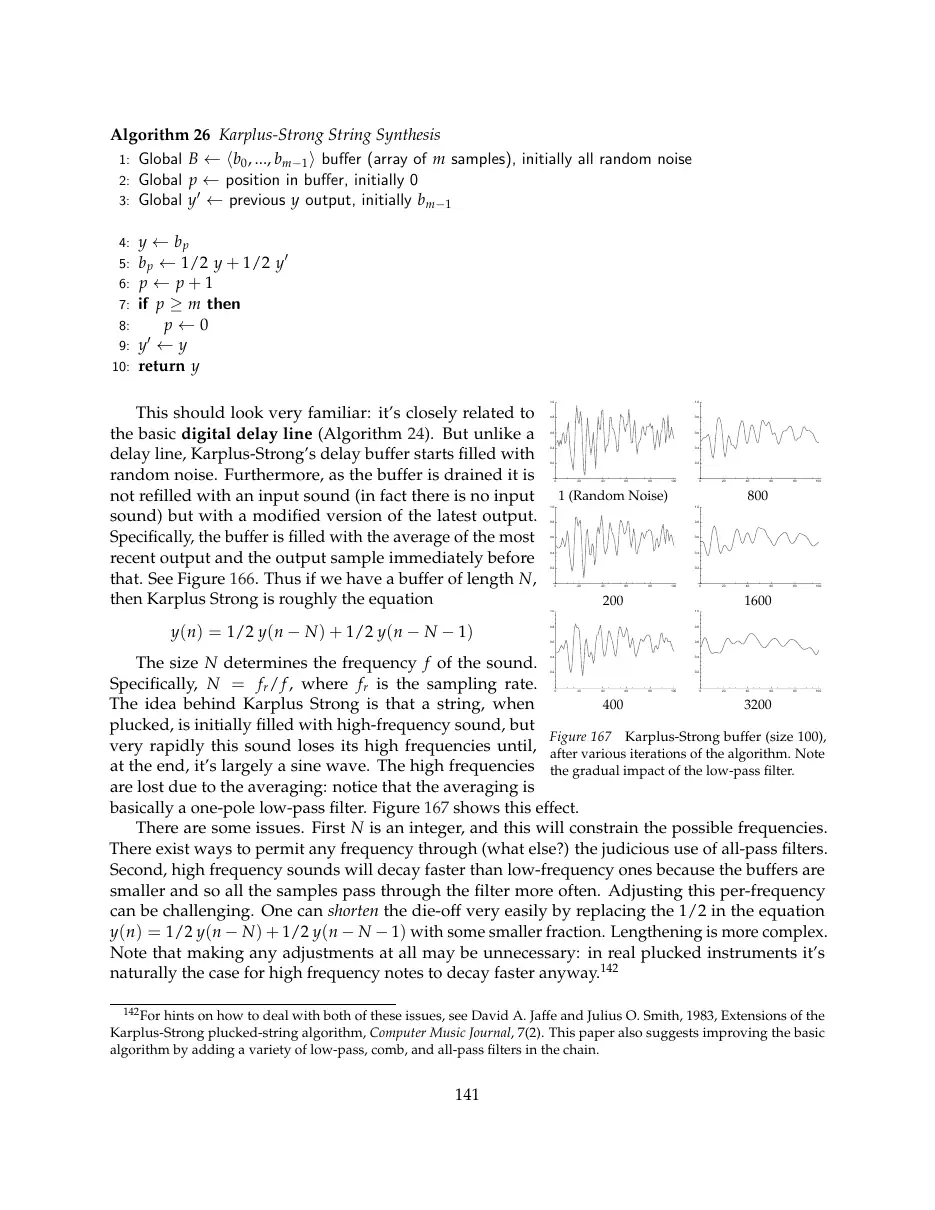 Algorithm 26 Karplus-Strong String Synthesis
1: Global B ← ⟨b0, ..., bm−1⟩ buffer (array of m samples), initially all random noise
2: Global p ← position in buffer, initially 0
3: Global y′ ← previous y output, initially bm−1
4: y ← bp
5: bp ← 1/2 y + 1/2 y′
6: p ← p + 1
7: if p ≥ m then
8: p ← 0
9: y′ ← y
10: return y
This should look very familiar: it's closely related to
the basic digital delay line (Algorithm 24). But unlike a
delay line, Karplus-Strong's delay buffer starts filled with
random noise. Furthermore, as the buffer is drained it is
not refilled with an input sound (in fact there is no input
sound) but with a modified version of the latest output.
Specifically, the buffer is filled with the average of the most
recent output and the output sample immediately before
that. See Figure 166. Thus if we have a buffer of length N,
then Karplus Strong is roughly the equation
y(n) = 1/2 y(n − N) + 1/2 y(n − N − 1)
The size N determines the frequency f of the sound.
Specifically, N = fr/f, where fr is the sampling rate.
The idea behind Karplus Strong is that a string, when
plucked, is initially filled with high-frequency sound, but
very rapidly this sound loses its high frequencies until,
at the end, it's largely a sine wave. The high frequencies
are lost due to the averaging: notice that the averaging is
basically a one-pole low-pass filter. Figure 167 shows this effect.
1 (Random Noise)
800
200
1600
400
3200
Figure 167 Karplus-Strong buffer (size 100),
after various iterations of the algorithm. Note
the gradual impact of the low-pass filter.
There are some issues. First N is an integer, and this will constrain the possible frequencies.
There exist ways to permit any frequency through (what else?) the judicious use of all-pass filters.
Second, high frequency sounds will decay faster than low-frequency ones because the buffers are
smaller and so all the samples pass through the filter more often. Adjusting this per-frequency
can be challenging. One can shorten the die-off very easily by replacing the 1/2 in the equation
y(n) = 1/2 y(n − N) + 1/2 y(n − N − 1) with some smaller fraction. Lengthening is more complex.
Note that making any adjustments at all may be unnecessary: in real plucked instruments it's
naturally the case for high frequency notes to decay faster anyway.142
142For hints on how to deal with both of these issues, see David A. Jaffe and Julius O. Smith, 1983, Extensions of the
Karplus-Strong plucked-string algorithm, Computer Music Journal, 7(2). This paper also suggests improving the basic
algorithm by adding a variety of low-pass, comb, and all-pass filters in the chain.
141